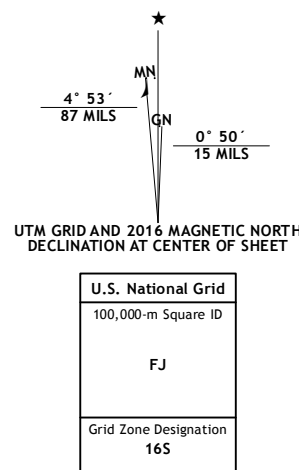 MN
4° 53´
87 MILS
GN
0° 50´
15 MILS
UTM GRID AND 2016 MAGNETIC NORTH
DECLINATION AT CENTER OF SHEET
U.S. National Grid
100,000-m Square ID
FJ
Grid Zone Designation
16S